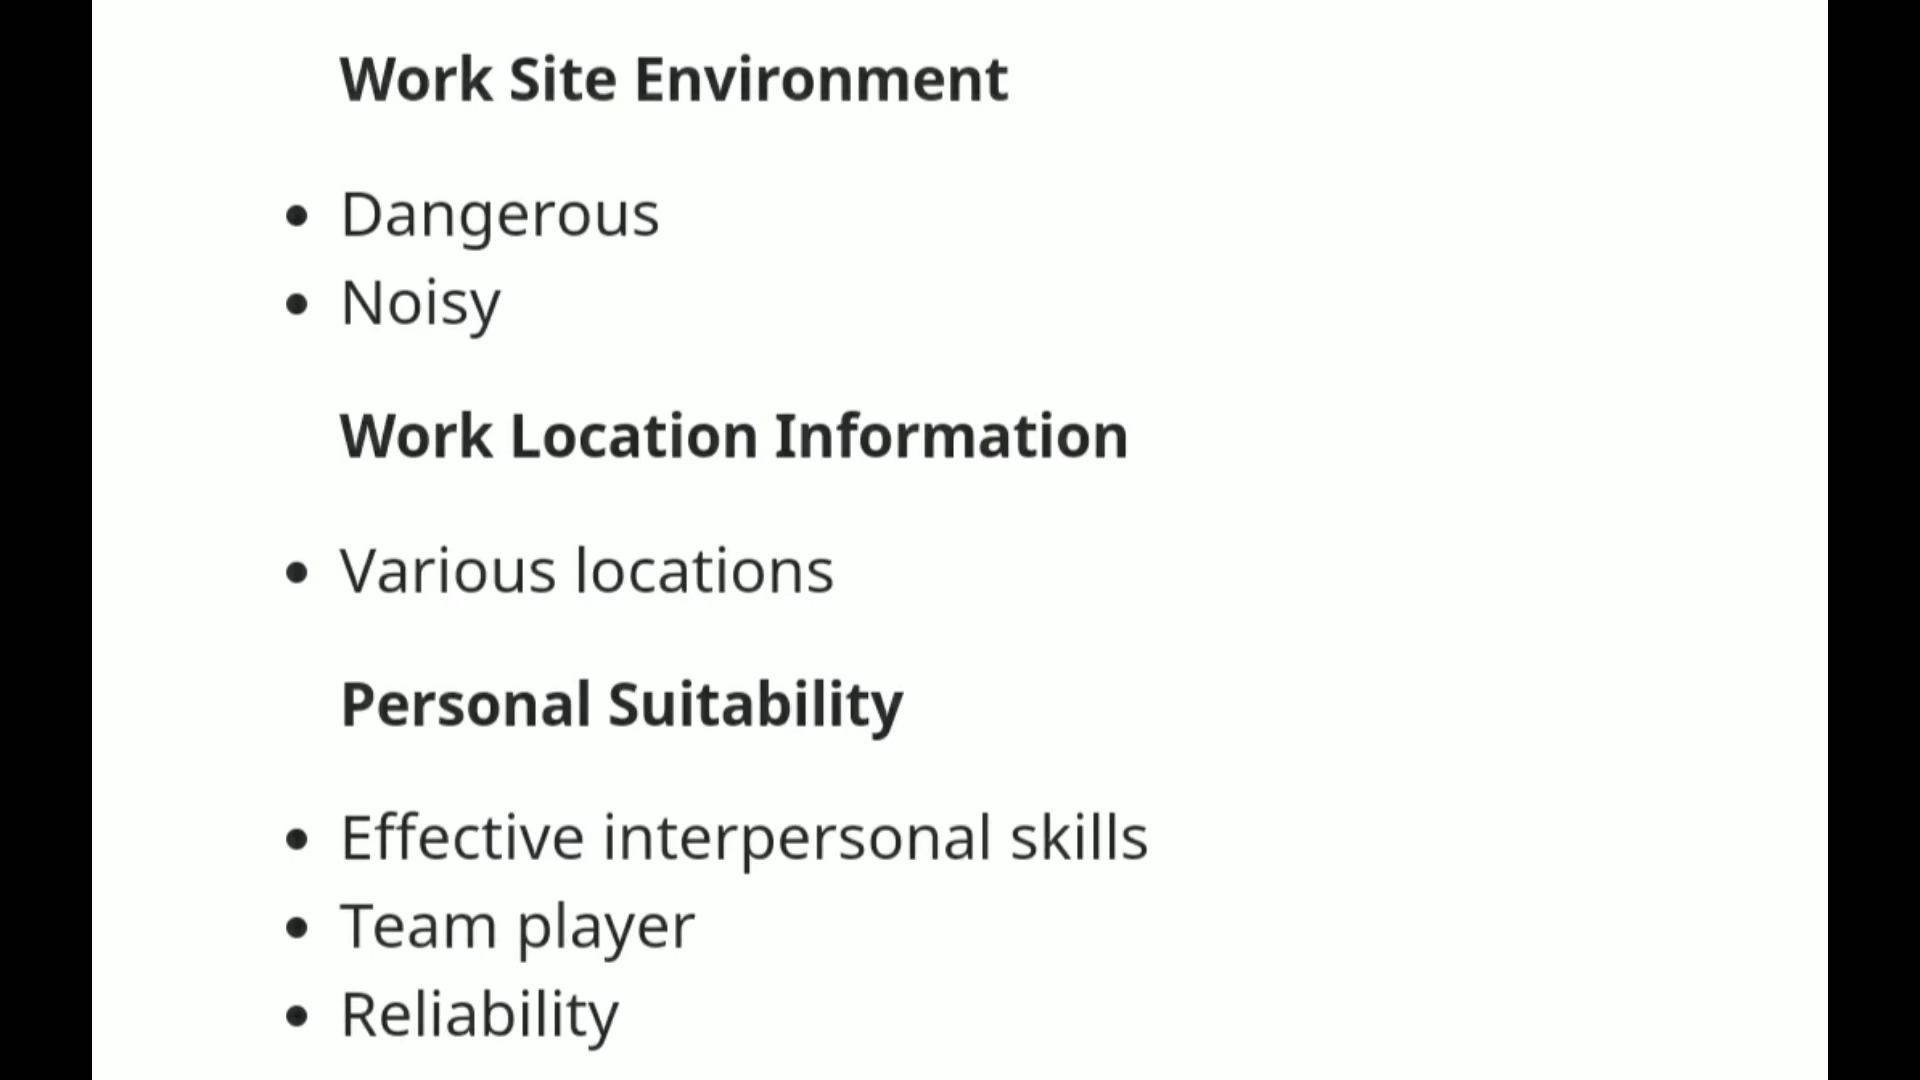 Work Site Environment
• Dangerous
• Noisy
Work Location Information
• Various locations
Personal Suitability
• Effective interpersonal skills
• Team player
• Reliability